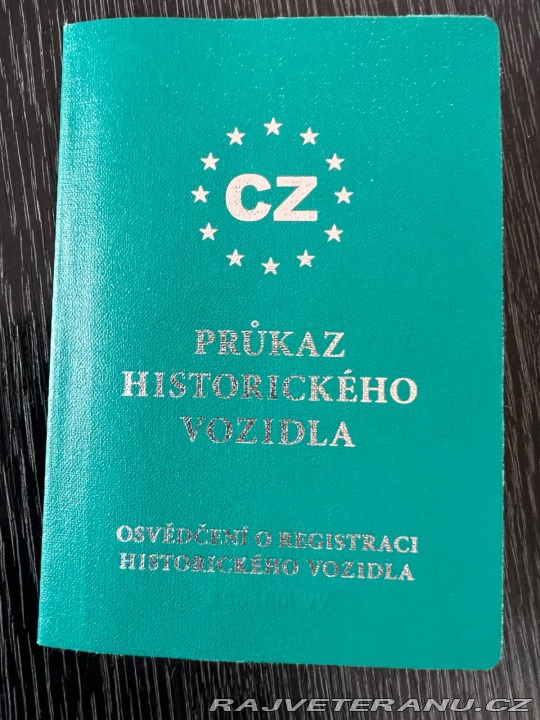 CZ
PRŮKAZ
HISTORICKÉHO
VOZIDLA
OSVĚDČENÍ O REGISTRACI
HISTORICKÉHO VOZIDLA
RAJVETERANU.CZ